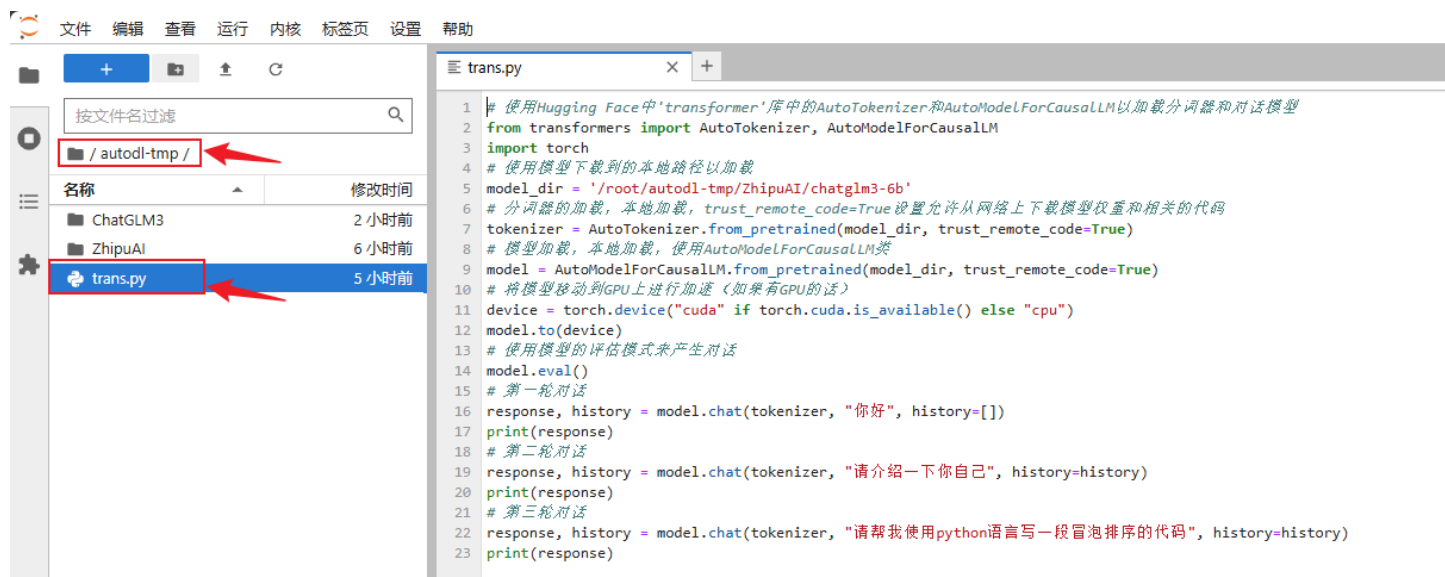 文件 编辑 查看 运行 内核 标签页 设置 帮助
+
按文件名过滤
/ autodl-tmp /
名称 修改时间
ChatGLM3 2 小时前
ZhipuAI 6 小时前
trans.py 5 小时前
trans.py × +
1 # 使用Hugging Face中'transformer'库中的AutoTokenizer和AutoModelForCausalLM以加载分词器和对话模型
2 from transformers import AutoTokenizer, AutoModelForCausalLM
3 import torch
4 # 使用模型下载到的本地路径以加载
5 model_dir = '/root/autodl-tmp/ZhipuAI/chatglm3-6b'
6 # 分词器的加载，本地加载，trust_remote_code=True设置允许从网络上下载模型权重和相关的代码
7 tokenizer = AutoTokenizer.from_pretrained(model_dir, trust_remote_code=True)
8 # 模型加载，本地加载，使用AutoModelForCausalLM类
9 model = AutoModelForCausalLM.from_pretrained(model_dir, trust_remote_code=True)
10 # 将模型移动到GPU上进行加速（如果有GPU的话）
11 device = torch.device("cuda" if torch.cuda.is_available() else "cpu")
12 model.to(device)
13 # 使用模型的评估模式来产生对话
14 model.eval()
15 # 第一轮对话
16 response, history = model.chat(tokenizer, "你好", history=[])
17 print(response)
18 # 第二轮对话
19 response, history = model.chat(tokenizer, "请介绍一下你自己", history=history)
20 print(response)
21 # 第三轮对话
22 response, history = model.chat(tokenizer, "请帮我使用python语言写一段冒泡排序的代码", history=history)
23 print(response)